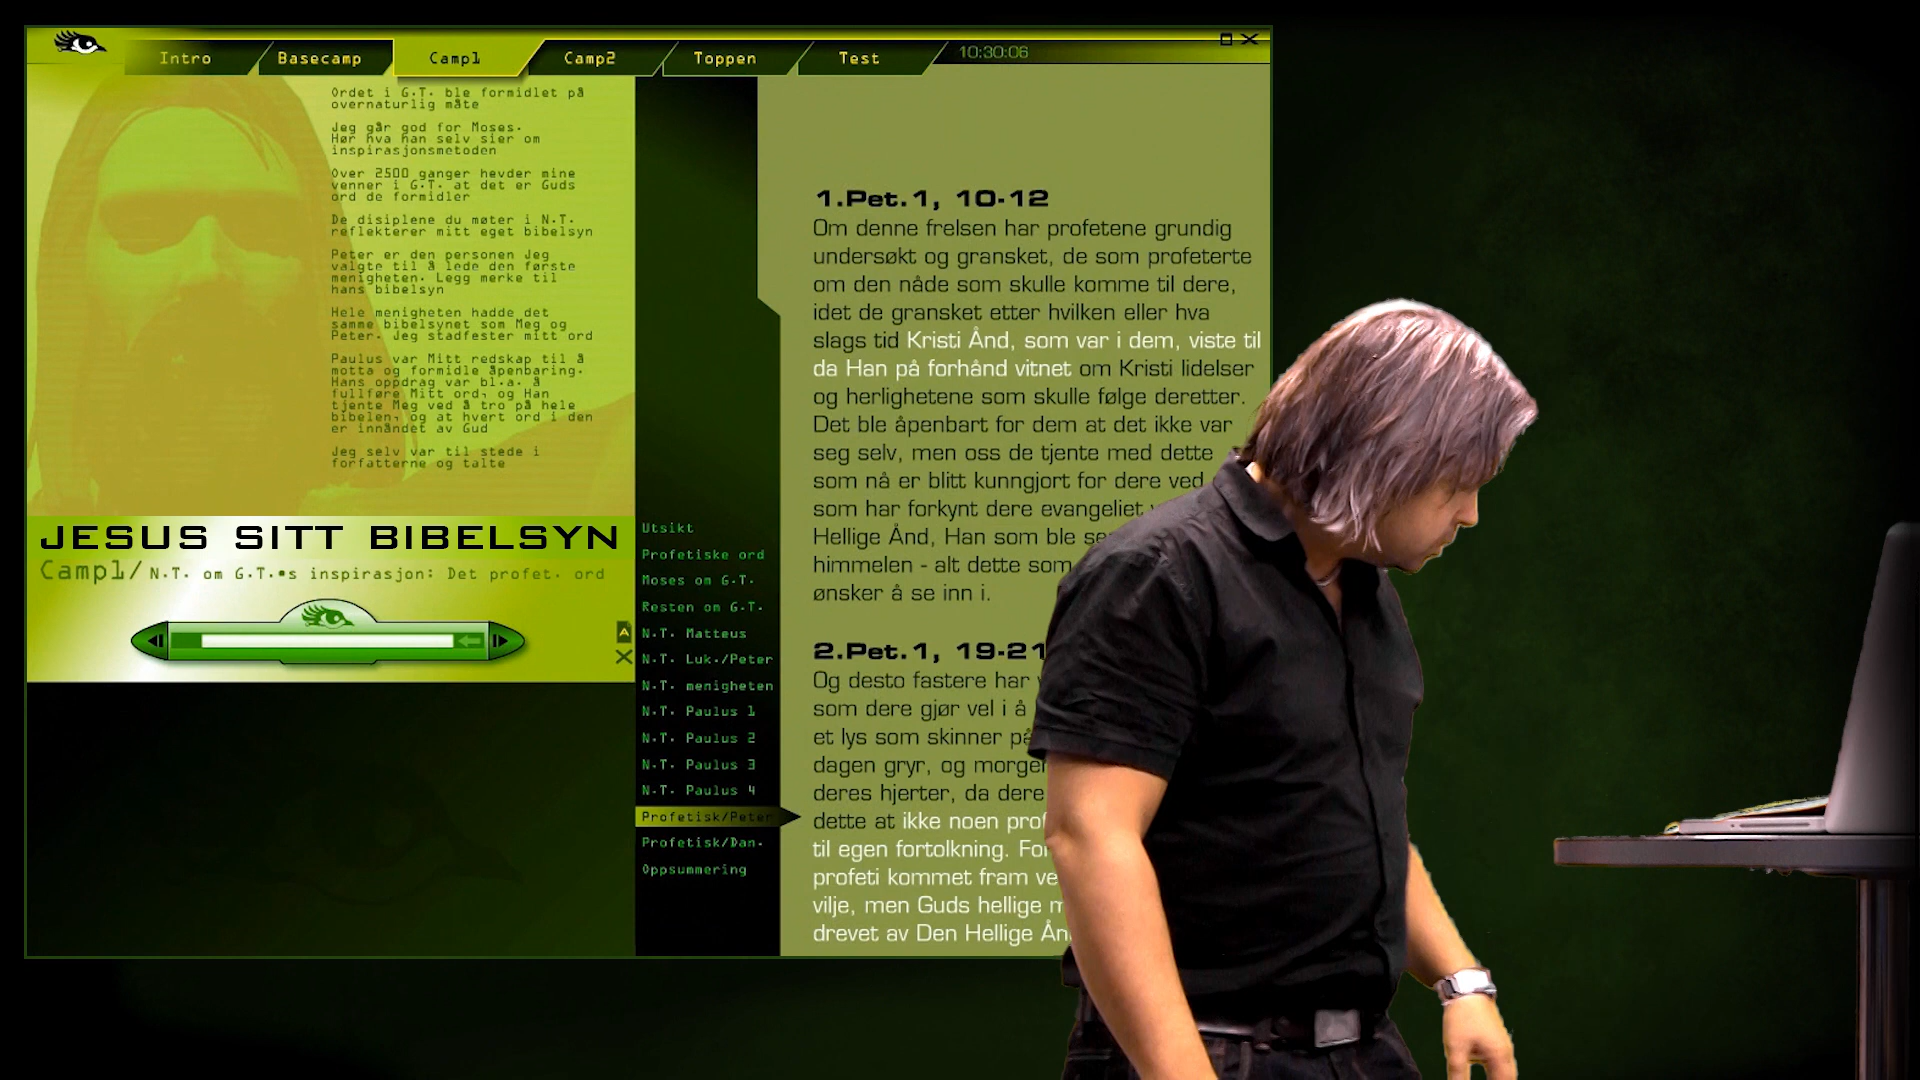 Intro
Basecamp
Camp1
Camp2
Toppen
Test
10:30:06
Ordet i G.T. ble formidlet på
overnaturlig måte
Jeg går god for Moses.
Hør hva han selv sier om
inspirasjonsmetoden
Over 2500 ganger hevder mine
venner i G.T. at det er Guds
ord de formidler
De disiplene du møter i N.T.
reflekterer mitt eget bibelsyn
Peter er den personen Jeg
valgte til å lede den første
menigheten. Legg merke til
hans bibelsyn
Hele menigheten hadde det
samme bibelsynet som Meg og
Peter. Jeg stadfester mitt ord
Paulus var Mitt redskap til å
motta og formidle åpenbaring.
Hans oppdrag var bl.a. å
fullføre Mitt ord, og Han
tjente Meg ved å tro på hele
bibelen, og at hvert ord i den
er innåndet av Gud
Jeg selv var til stede i
forfatterne og talte
JESUS SITT BIBELSYN
Camp1/ N.T. om G.T.•s inspirasjon: Det profet. ord
A
Utsikt
Profetiske ord
Moses om G.T.
Resten om G.T.
N.T. Matteus
N.T. Luk./Peter
N.T. menigheten
N.T. Paulus 1
N.T. Paulus 2
N.T. Paulus 3
N.T. Paulus 4
Profetisk/Peter
Profetisk/Dan.
Oppsummering
1.Pet.1, 10-12
Om denne frelsen har profetene grundig
undersøkt og gransket, de som profeterte
om den nåde som skulle komme til dere,
idet de gransket etter hvilken eller hva
slags tid Kristi Ånd, som var i dem, viste til
da Han på forhånd vitnet om Kristi lidelser
og herlighetene som skulle følge deretter.
Det ble åpenbart for dem at det ikke var
seg selv, men oss de tjente med dette
som nå er blitt kunngjort for dere ved
som har forkynt dere evangeliet
Hellige Ånd, Han som ble
himmelen - alt dette som
ønsker å se inn i.
2.Pet.1, 19-21
Og desto fastere har
som dere gjør vel i å
et lys som skinner på
dagen gryr, og
deres hjerter, da dere
dette at ikke noen
til egen fortolkning.
profeti kommet fram
vilje, men Guds hellige
drevet av Den Hellige